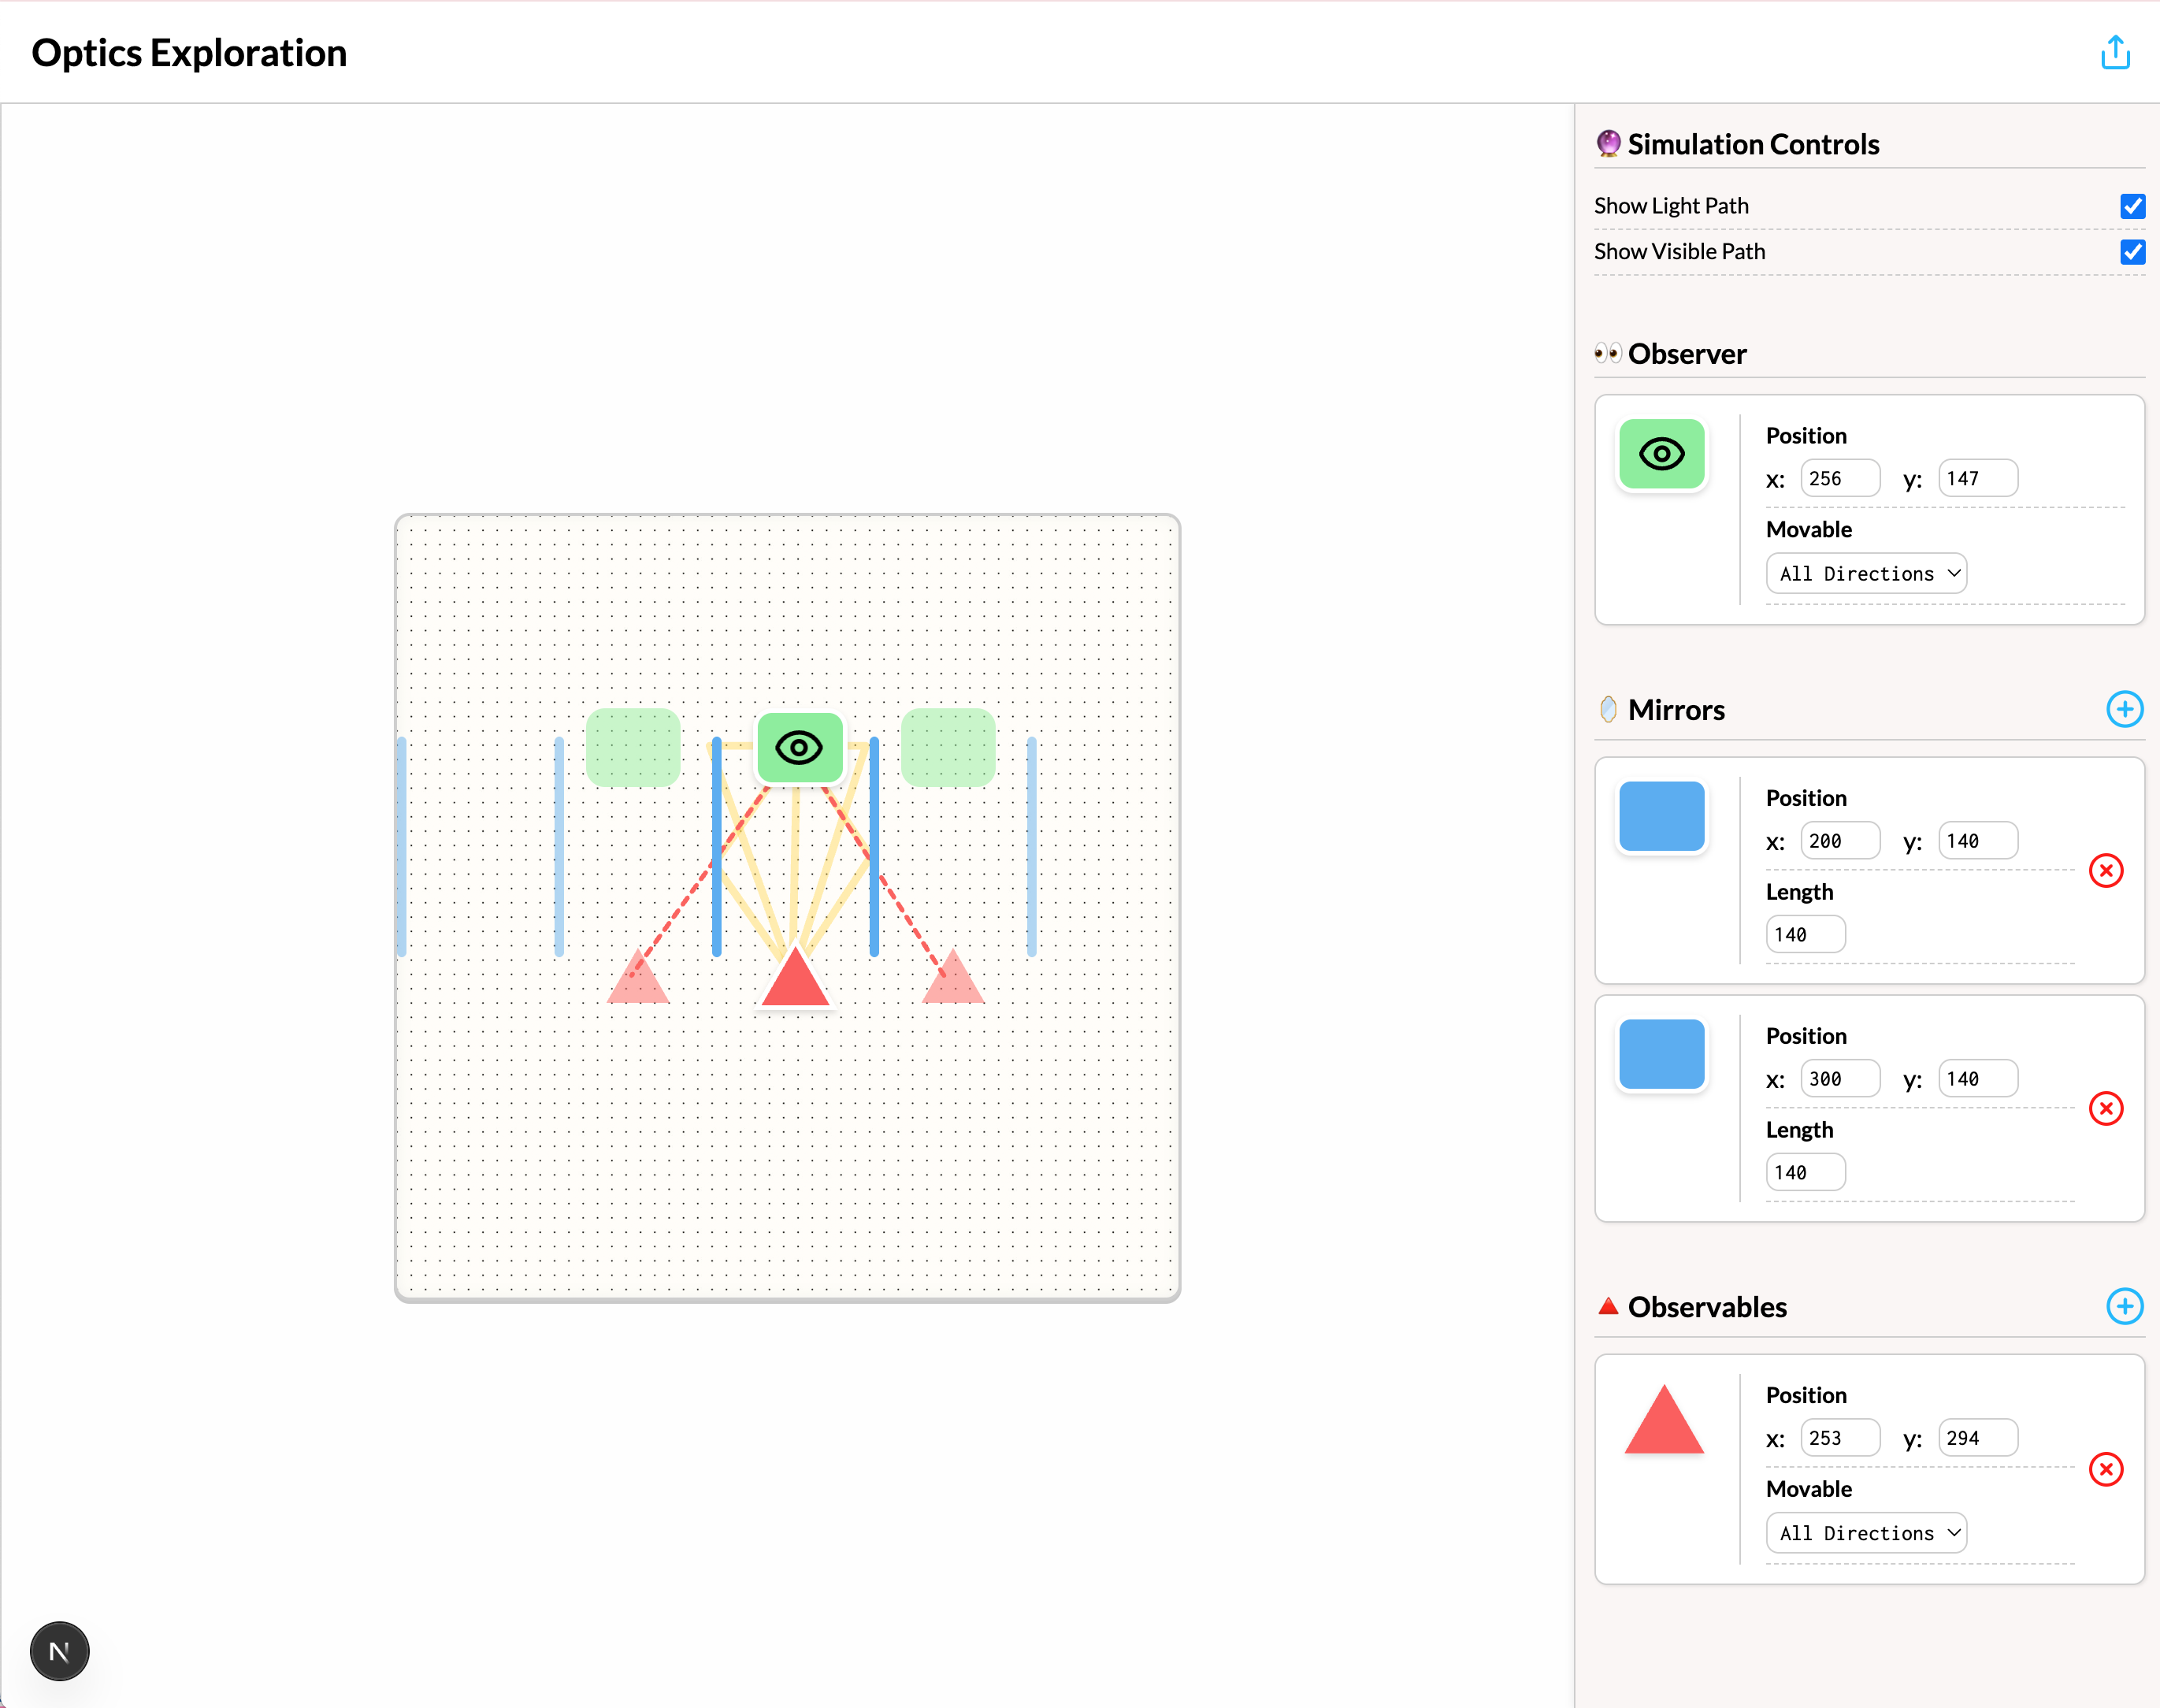 Optics Exploration
Simulation Controls
Show Light Path
Show Visible Path
Observer
Position
x: 256 y: 147
Movable
All Directions
Mirrors
Position
x: 200 y: 140
Length
140
Position
x: 300 y: 140
Length
140
Observables
Position
x: 253 y: 294
Movable
All Directions
N